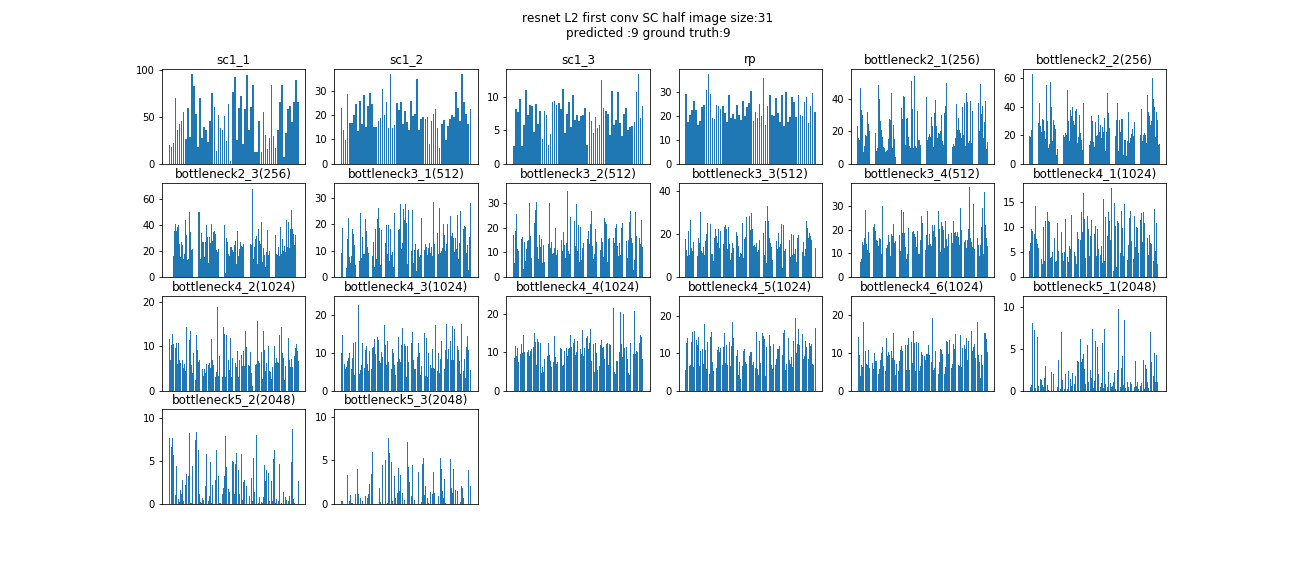 resnet L2 first conv SC half image size:31
predicted :9 ground truth:9
sc1_1 sc1_2 sc1_3 rp bottleneck2_1(256) bottleneck2_2(256)
100 50 0
30 20 10 0
10 5 0
30 20 10 0
40 20 0
60 40 20 0
bottleneck2_3(256) bottleneck3_1(512) bottleneck3_2(512) bottleneck3_3(512) bottleneck3_4(512) bottleneck4_1(1024)
60 40 20 0
30 20 10 0
30 20 10 0
40 20 0
30 20 10 0
15 10 5 0
bottleneck4_2(1024) bottleneck4_3(1024) bottleneck4_4(1024) bottleneck4_5(1024) bottleneck4_6(1024) bottleneck5_1(2048)
20 10 0
20 10 0
20 10 0
20 10 0
20 10 0
10 5 0
bottleneck5_2(2048) bottleneck5_3(2048)
10 5 0
10 5 0